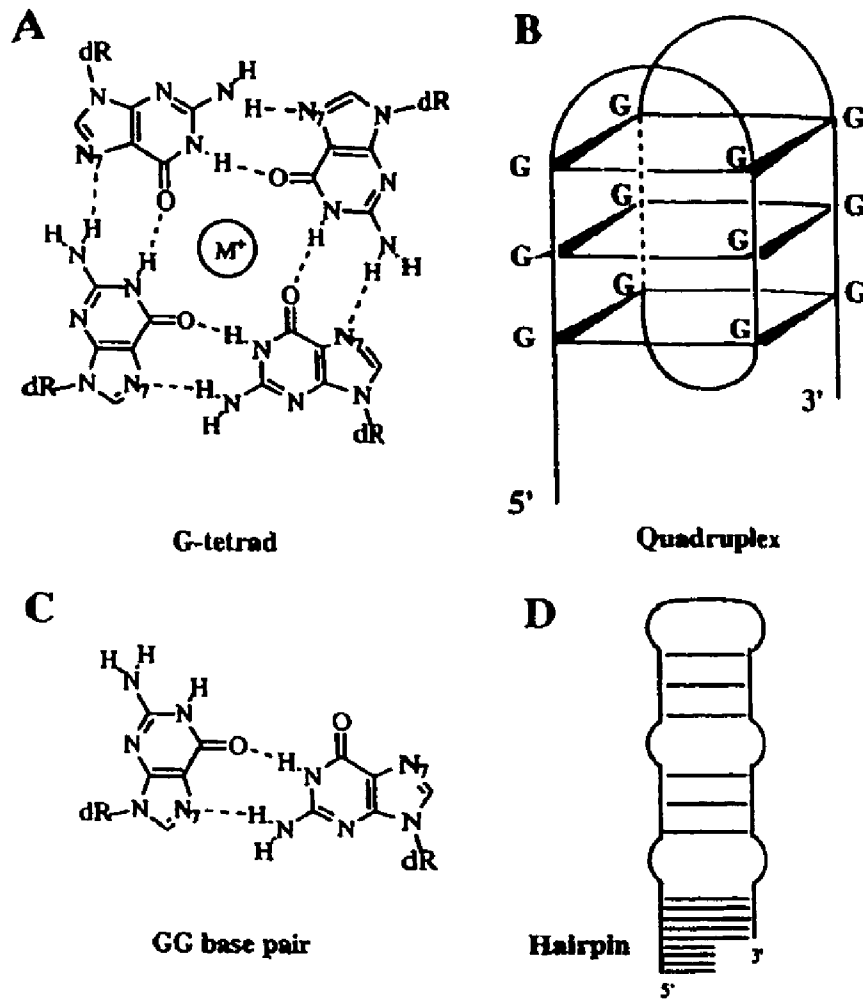 A
dR
H
N N N H N7 N dR
N7 N H O N
O N
H H H N
H N N M+ H H
N O O
H N N7
dR N N7 H N N N
H dR
G-tetrad
B
G G
G G
G G
G G
G G
G G
3'
5'
Quadruplex
C
H H
N N H O
N O H N N7
dR N N7 H N N N
H dR
GG base pair
D
Hairpin
3'
5'